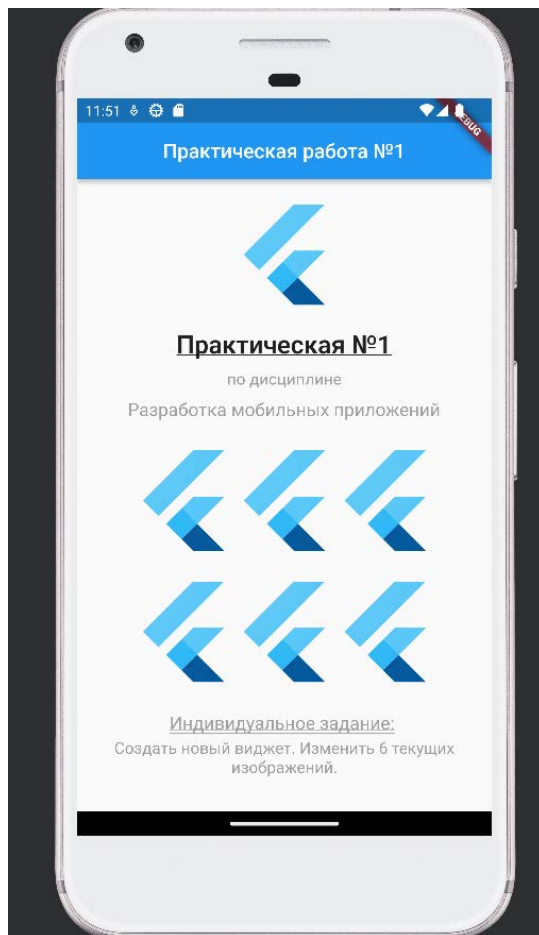 11:51
DEBUG
Практическая работа №1
Практическая №1
по дисциплине
Разработка мобильных приложений
Индивидуальное задание:
Создать новый виджет. Изменить 6 текущих
изображений.